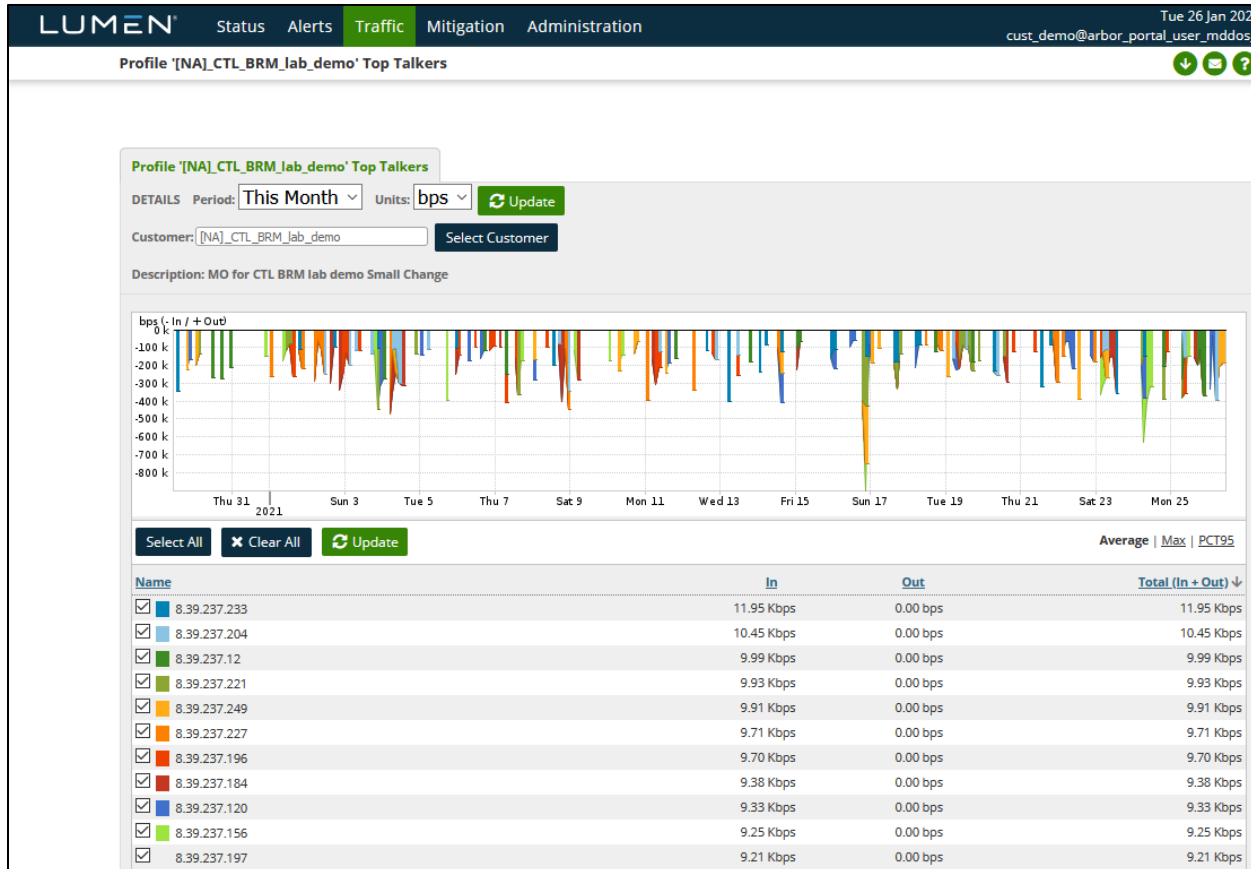 LUMEN® Status Alerts Traffic Mitigation Administration
Tue 26 Jan 202
cust_demo@arbor_portal_user_mddos
Profile '[NA]_CTL_BRM_lab_demo' Top Talkers
?
Profile '[NA]_CTL_BRM_lab_demo' Top Talkers
DETAILS Period: This Month Units: bps Update
Customer: [NA]_CTL_BRM_lab_demo Select Customer
Description: MO for CTL BRM lab demo Small Change
bps (- In / + Out)
0 k
-100 k
-200 k
-300 k
-400 k
-500 k
-600 k
-700 k
-800 k
Thu 31 Sun 3 Tue 5 Thu 7 Sat 9 Mon 11 Wed 13 Fri 15 Sun 17 Tue 19 Thu 21 Sat 23 Mon 25
2021
Select All Clear All Update Average | Max | PCT95
Name In Out Total (In + Out)
8.39.237.233 11.95 Kbps 0.00 bps 11.95 Kbps
8.39.237.204 10.45 Kbps 0.00 bps 10.45 Kbps
8.39.237.12 9.99 Kbps 0.00 bps 9.99 Kbps
8.39.237.221 9.93 Kbps 0.00 bps 9.93 Kbps
8.39.237.249 9.91 Kbps 0.00 bps 9.91 Kbps
8.39.237.227 9.71 Kbps 0.00 bps 9.71 Kbps
8.39.237.196 9.70 Kbps 0.00 bps 9.70 Kbps
8.39.237.184 9.38 Kbps 0.00 bps 9.38 Kbps
8.39.237.120 9.33 Kbps 0.00 bps 9.33 Kbps
8.39.237.156 9.25 Kbps 0.00 bps 9.25 Kbps
8.39.237.197 9.21 Kbps 0.00 bps 9.21 Kbps